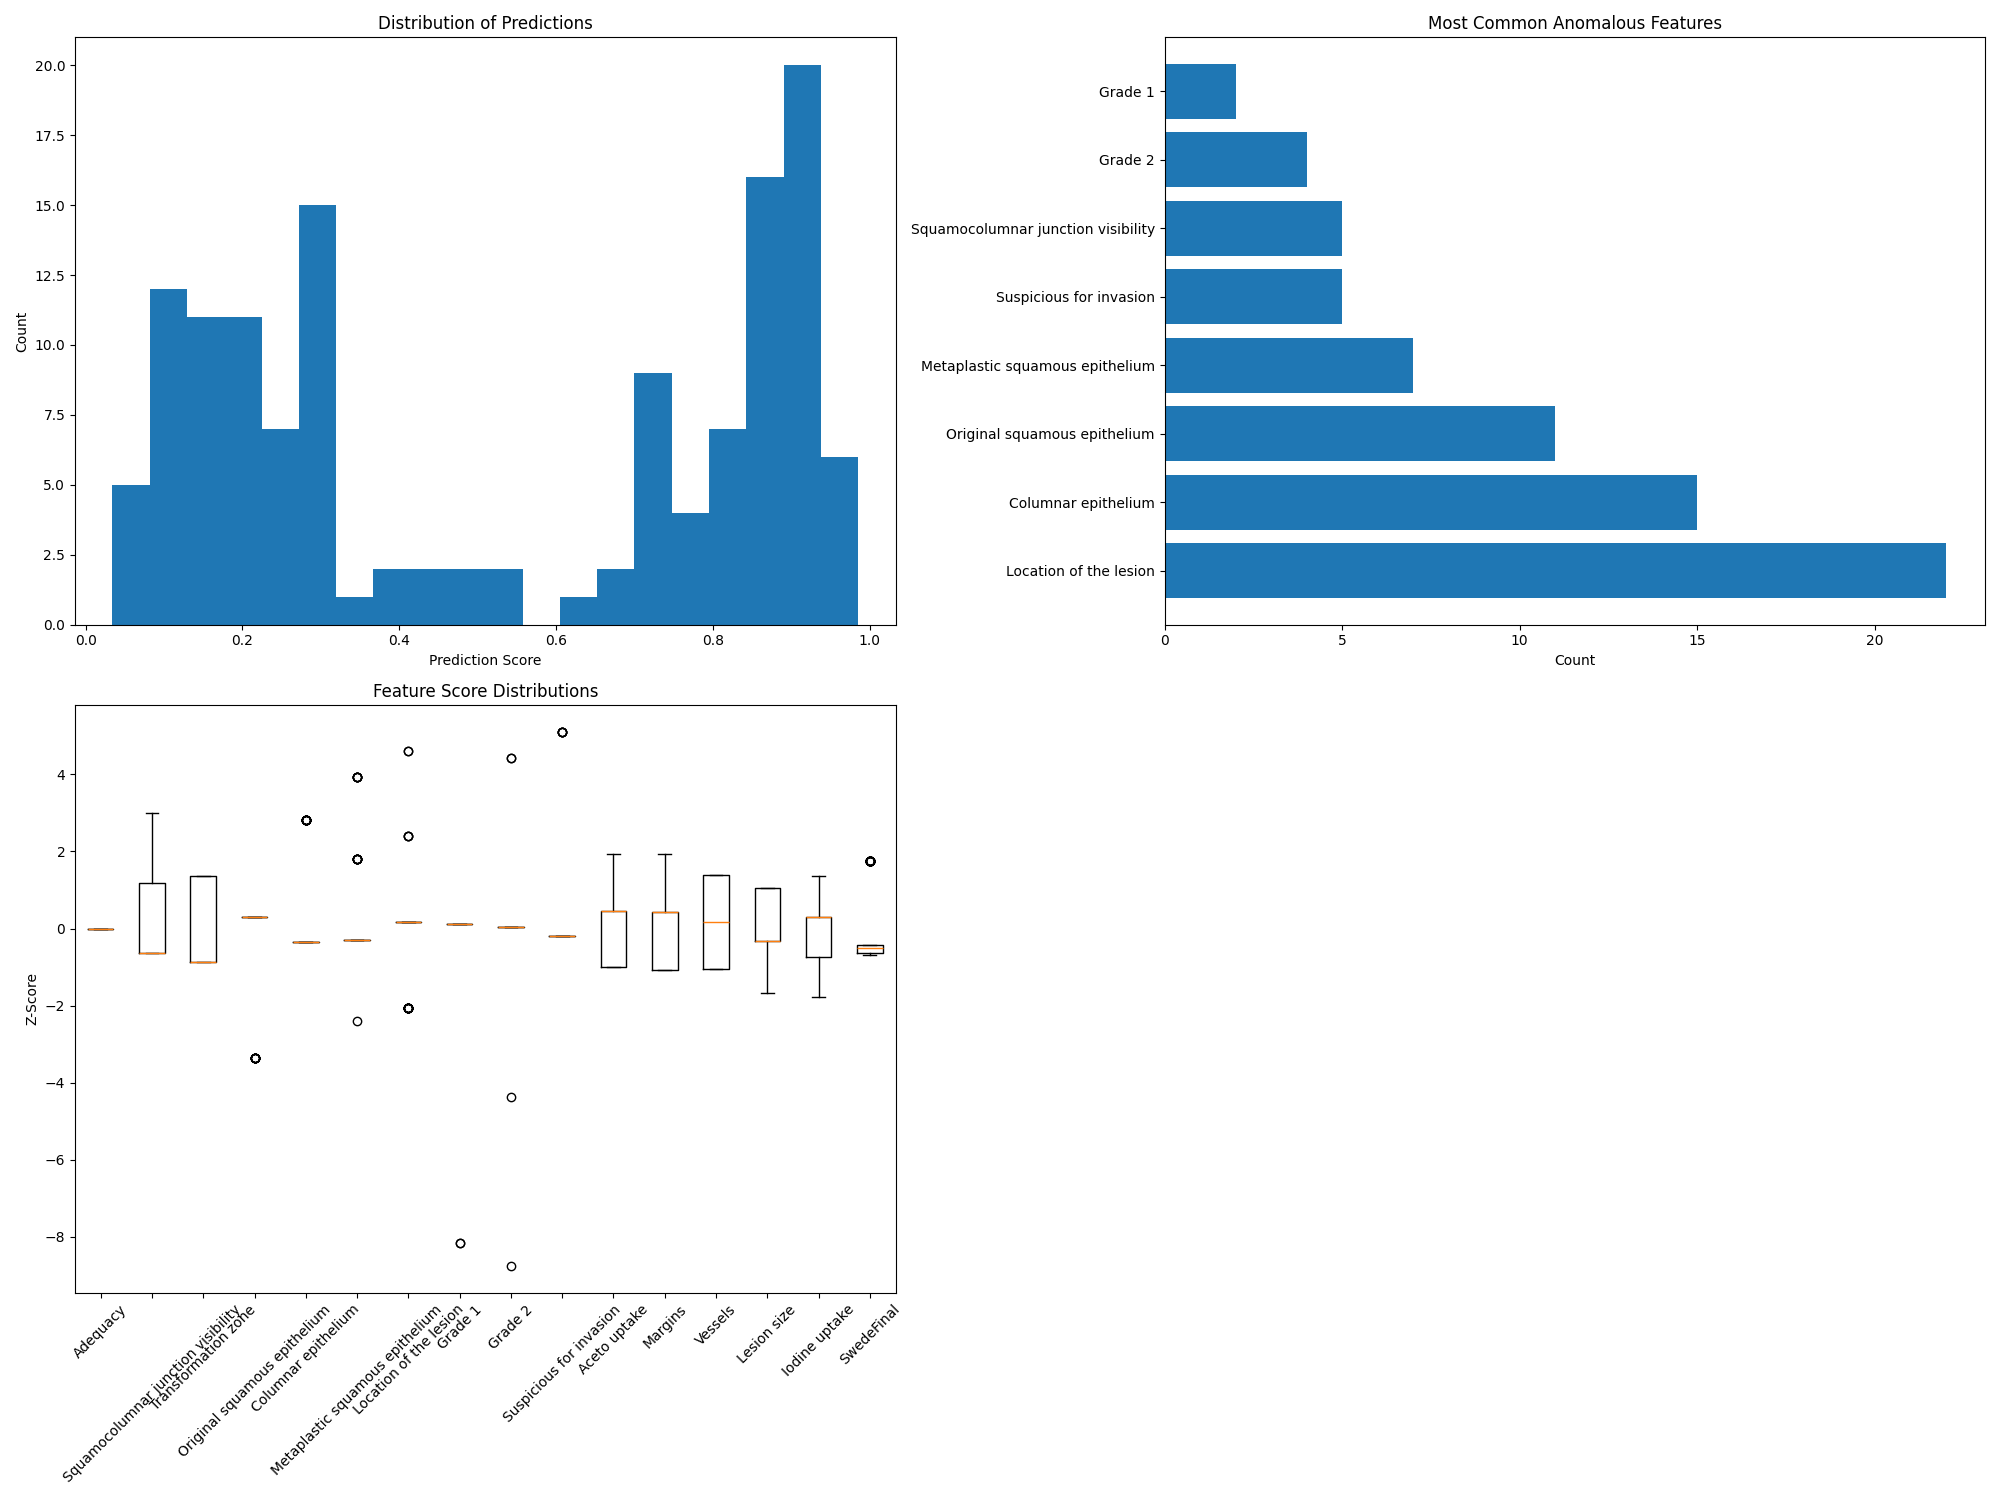 Distribution of Predictions
20.0
17.5
15.0
12.5
10.0
7.5
5.0
2.5
0.0
Count
0.0 0.2 0.4 0.6 0.8 1.0
Prediction Score
Most Common Anomalous Features
Grade 1
Grade 2
Squamocolumnar junction visibility
Suspicious for invasion
Metaplastic squamous epithelium
Original squamous epithelium
Columnar epithelium
Location of the lesion
0 5 10 15 20
Count
Feature Score Distributions
4
2
0
−2
−4
−6
−8
Z-Score
Adequacy
Squamocolumnar junction visibility
Transformation zone
Original squamous epithelium
Columnar epithelium
Metaplastic squamous epithelium
Location of the lesion
Grade 1
Grade 2
Suspicious for invasion
Aceto uptake
Margins
Vessels
Lesion size
Iodine uptake
SwedeFinal